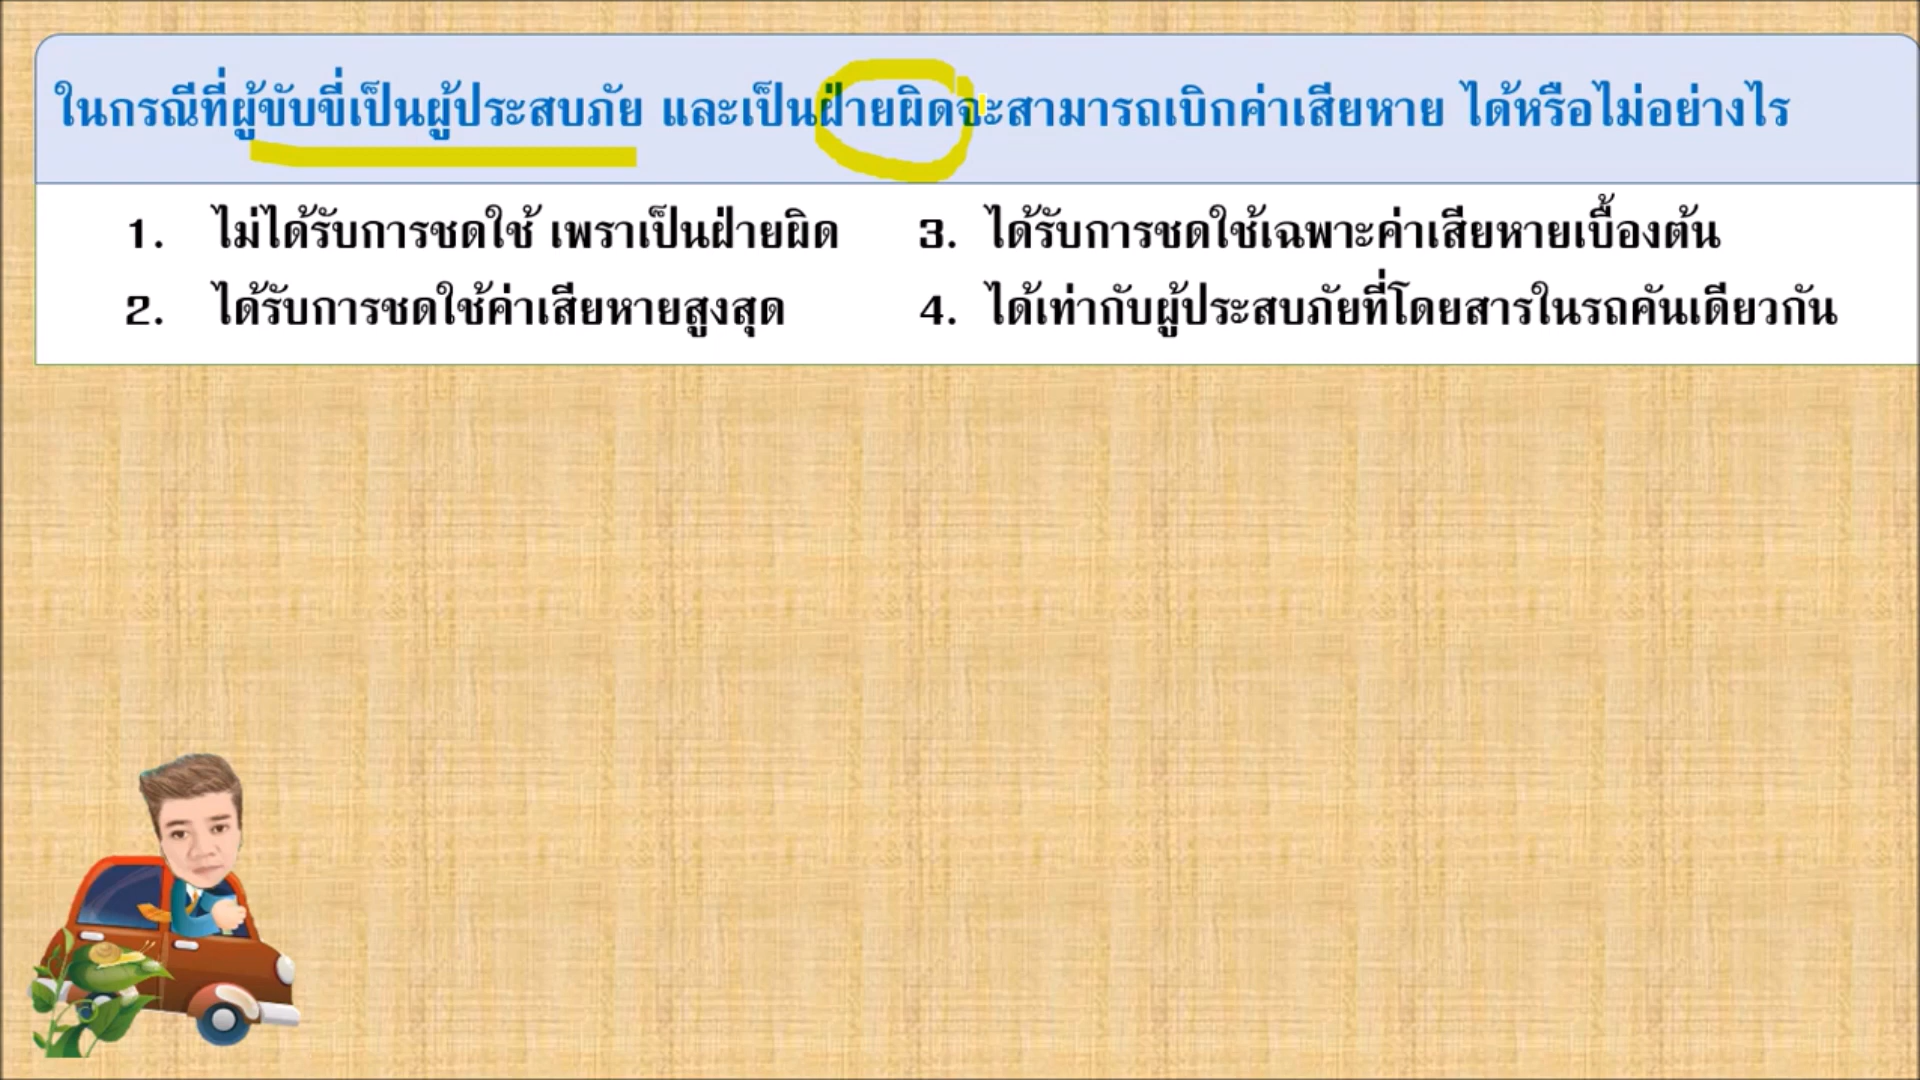 ในกรณีที่ผู้ขับขี่เป็นผู้ประสบภัย และเป็นฝ่ายผิดจะสามารถเบิกค่าเสียหาย ได้หรือไม่อย่างไร
1. ไม่ได้รับการชดใช้ เพราะเป็นฝ่ายผิด
2. ได้รับการชดใช้ค่าเสียหายสูงสุด
3. ได้รับการชดใช้เฉพาะค่าเสียหายเบื้องต้น
4. ได้เท่ากับผู้ประสบภัยที่โดยสารในรถคันเดียวกัน